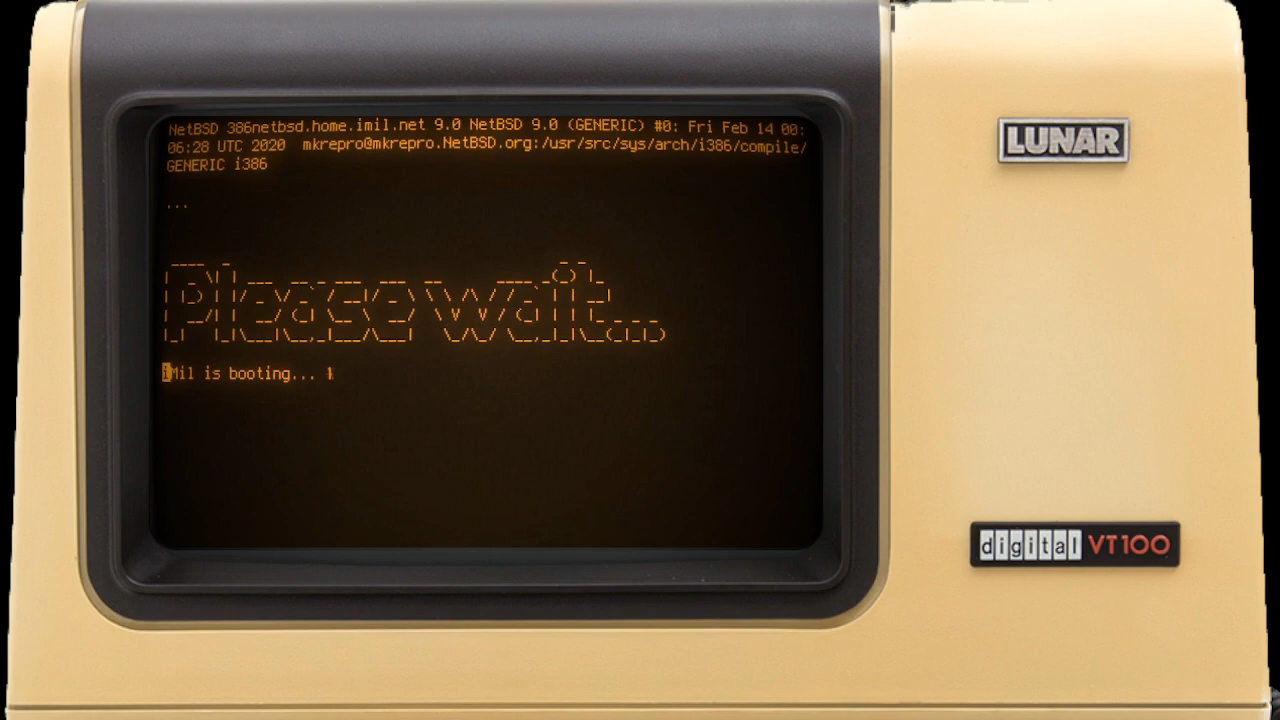 NetBSD 386netbsd.home.imil.net 9.0 NetBSD 9.0 (GENERIC) #0: Fri Feb 14 00:
06:28 UTC 2020  mkrepro@mkrepro.NetBSD.org:/usr/src/sys/arch/i386/compile/
GENERIC i386
...
Please wait...
iMil is booting...
LUNAR
digital VT100